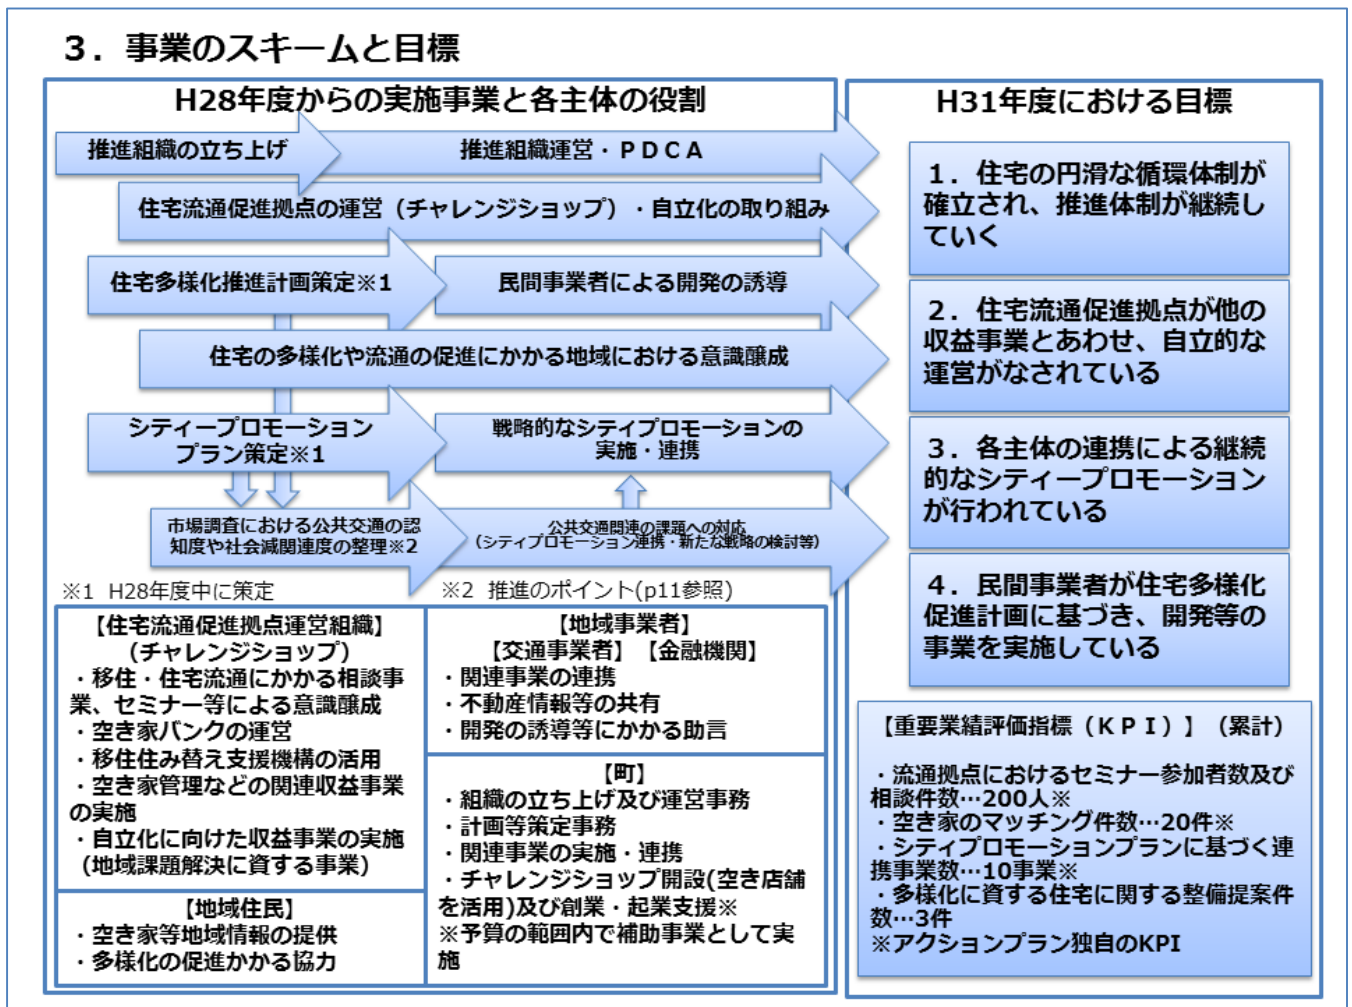 ３．事業のスキームと目標
H28年度からの実施事業と各主体の役割
推進組織の立ち上げ
推進組織運営・ＰＤＣＡ
住宅流通促進拠点の運営（チャレンジショップ）・自立化の取り組み
住宅多様化推進計画策定※1
民間事業者による開発の誘導
住宅の多様化や流通の促進にかかる地域における意識醸成
シティープロモーション
プラン策定※1
戦略的なシティプロモーションの
実施・連携
市場調査における公共交通の認
知度や社会減関連度の整理※2
公共交通関連の課題への対応
（シティプロモーション連携・新たな戦略の検討等）
※1 H28年度中に策定
※2 推進のポイント(p11参照)
【住宅流通促進拠点運営組織】
（チャレンジショップ）
・移住・住宅流通にかかる相談事
業、セミナー等による意識醸成
・空き家バンクの運営
・移住住み替え支援機構の活用
・空き家管理などの関連収益事業
の実施
・自立化に向けた収益事業の実施
(地域課題解決に資する事業）
【地域住民】
・空き家等地域情報の提供
・多様化の促進かかる協力
【地域事業者】
【交通事業者】【金融機関】
・関連事業の連携
・不動産情報等の共有
・開発の誘導等にかかる助言
【町】
・組織の立ち上げ及び運営事務
・計画等策定事務
・関連事業の実施・連携
・チャレンジショップ開設(空き店舗
を活用)及び創業・起業支援※
※予算の範囲内で補助事業として実
施
H31年度における目標
１．住宅の円滑な循環体制が
確立され、推進体制が継続し
ていく
２．住宅流通促進拠点が他の
収益事業とあわせ、自立的な
運営がなされている
３．各主体の連携による継続
的なシティープロモーション
が行われている
４．民間事業者が住宅多様化
促進計画に基づき、開発等の
事業を実施している
【重要業績評価指標（ＫＰＩ）】（累計）
・流通拠点におけるセミナー参加者数及び
相談件数…200人※
・空き家のマッチング件数…20件※
・シティプロモーションプランに基づく連
携事業数…10事業※
・多様化に資する住宅に関する整備提案件
数…3件
※アクションプラン独自のKPI